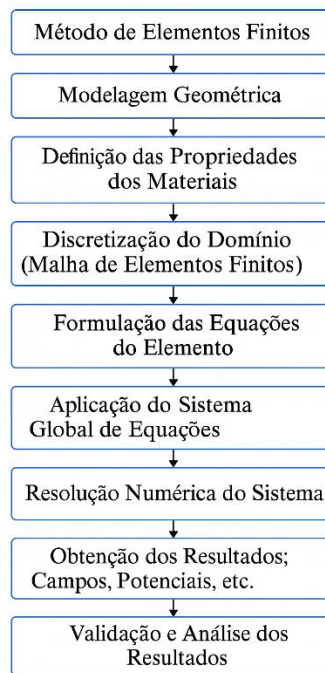 Método de Elementos Finitos
Modelagem Geométrica
Definição das Propriedades
dos Materiais
Discretização do Domínio
(Malha de Elementos Finitos)
Formulação das Equações
do Elemento
Aplicação do Sistema
Global de Equações
Resolução Numérica do Sistema
Obtenção dos Resultados;
Campos, Potenciais, etc.
Validação e Análise dos
Resultados